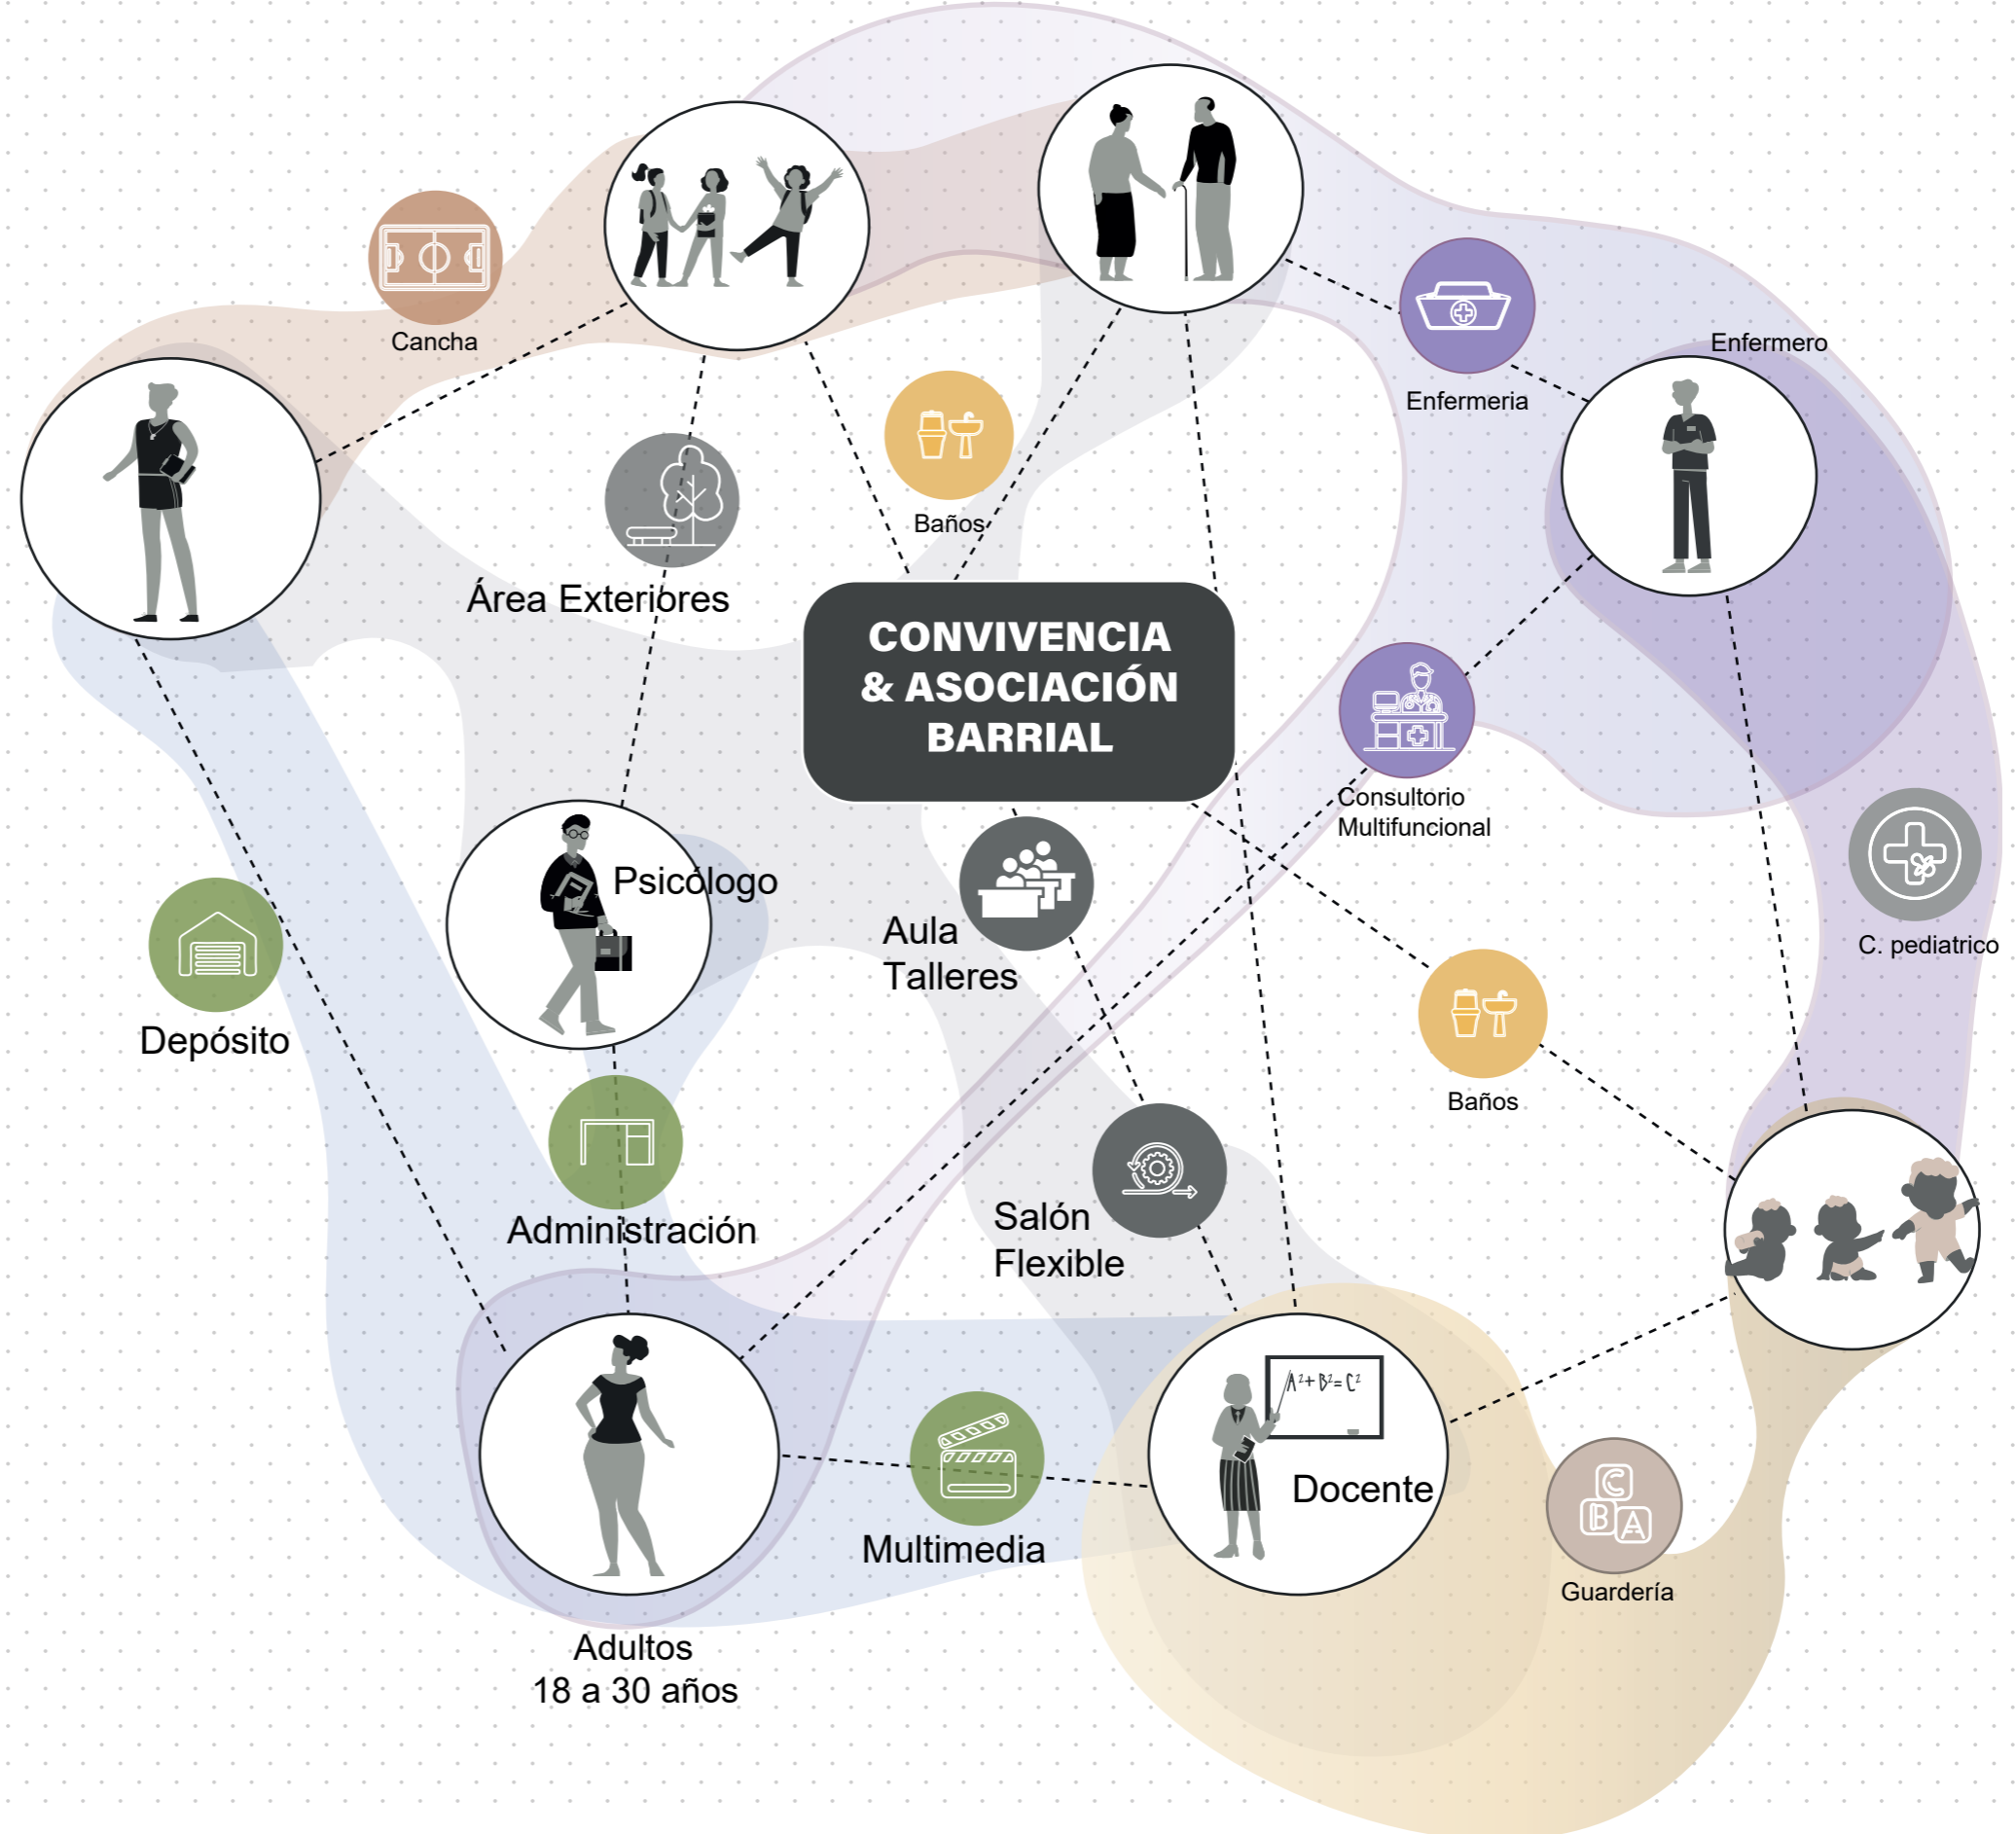 Cancha
Enfermero
Enfermeria
Baños
Área Exteriores
CONVIVENCIA
& ASOCIACIÓN
BARRIAL
Consultorio
Multifuncional
Psicólogo
Aula
Talleres
C. pediatrico
Depósito
Baños
Administración
Salón
Flexible
A²+B²=C²
Docente
Multimedia
C
B A
Guardería
Adultos
18 a 30 años